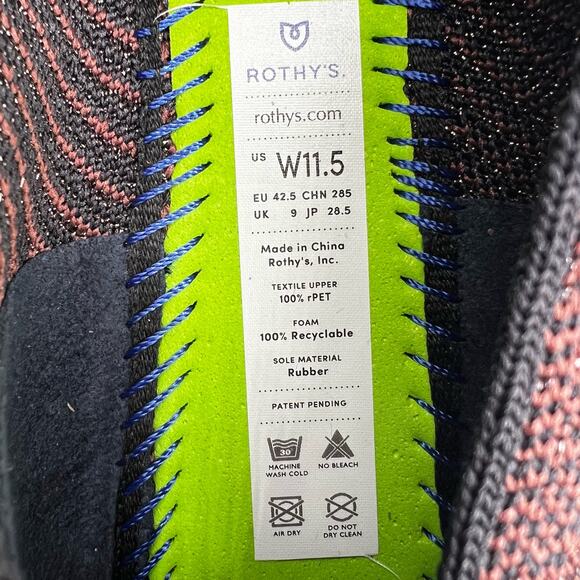 ROTHY'S.
rothys.com
US W11.5
EU 42.5 CHN 285
UK 9 JP 28.5
Made in China
Rothy's, Inc.
TEXTILE UPPER
100% rPET
FOAM
100% Recyclable
SOLE MATERIAL
Rubber
PATENT PENDING
30°
MACHINE WASH COLD
NO BLEACH
AIR DRY
DO NOT DRY CLEAN